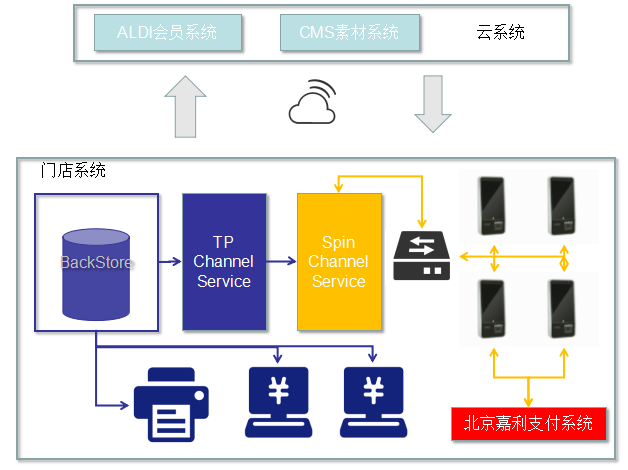 ALDI会员系统
CMS素材系统
云系统
门店系统
BackStore
TP
Channel
Service
Spin
Channel
Service
¥
¥
北京嘉利支付系统